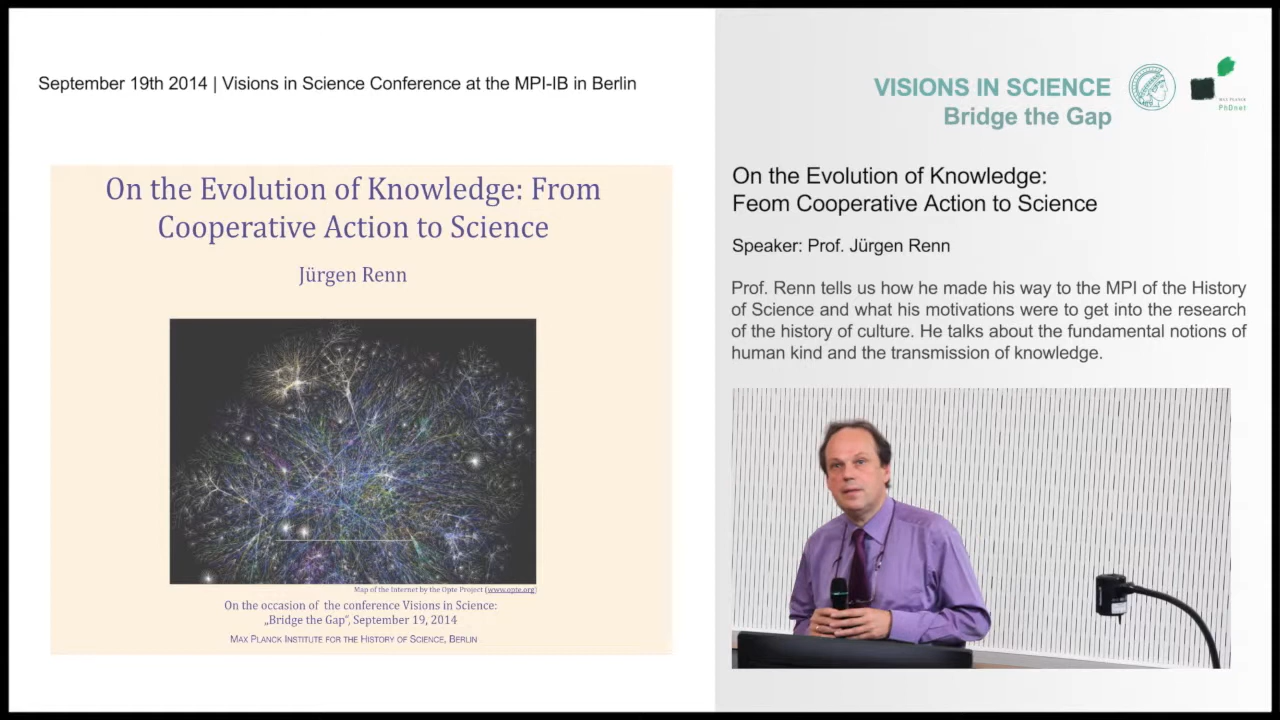 September 19th 2014 | Visions in Science Conference at the MPI-IB in Berlin
VISIONS IN SCIENCE
Bridge the Gap
MAX PLANCK
PhDnet
On the Evolution of Knowledge: From
Cooperative Action to Science
Jürgen Renn
Map of the Internet by the Opte Project (www.opte.org)
On the occasion of the conference Visions in Science:
„Bridge the Gap“, September 19, 2014
MAX PLANCK INSTITUTE FOR THE HISTORY OF SCIENCE, BERLIN
On the Evolution of Knowledge:
Feom Cooperative Action to Science
Speaker: Prof. Jürgen Renn
Prof. Renn tells us how he made his way to the MPI of the History
of Science and what his motivations were to get into the research
of the history of culture. He talks about the fundamental notions of
human kind and the transmission of knowledge.